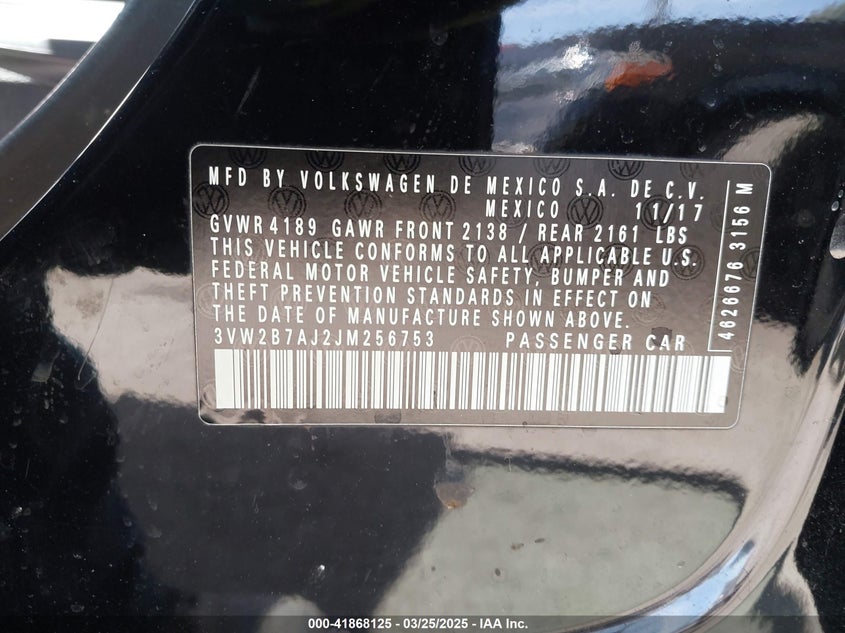 MFD BY VOLKSWAGEN DE MEXICO S.A. DE C.V.
MEXICO 11/17
GVWR 4189 GAWR FRONT 2138 / REAR 2161 LBS
THIS VEHICLE CONFORMS TO ALL APPLICABLE U.S.
FEDERAL MOTOR VEHICLE SAFETY, BUMPER AND
THEFT PREVENTION STANDARDS IN EFFECT ON
THE DATE OF MANUFACTURE SHOWN ABOVE.
3VW2B7AJ2JM256753 PASSENGER CAR
4626676 3156 M
000-41868125 - 03/25/2025 - IAA Inc.